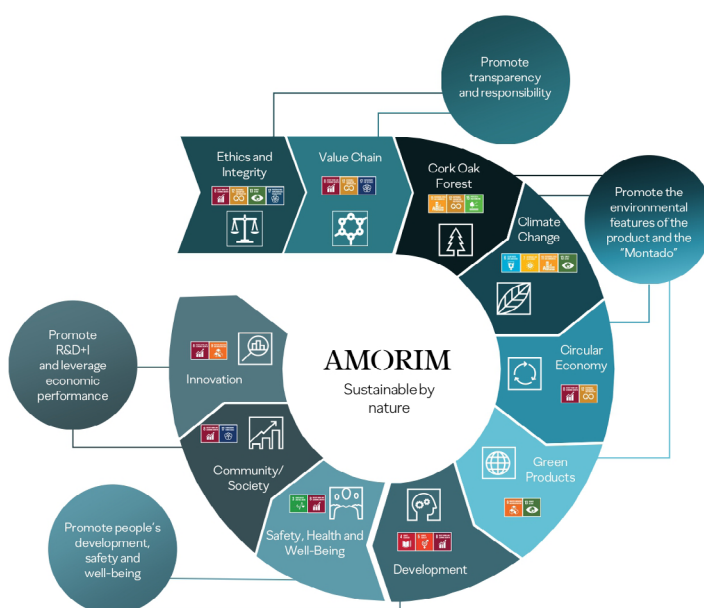 Promote
transparency
and responsibility
Ethics and
Integrity
Value Chain
Cork Oak
Forest
Climate
Change
Promote the
environmental
features of the
product and the
"Montado"
Promote
R&D+I
and leverage
economic
performance
Innovation
AMORIM
Sustainable by
nature
Circular
Economy
Community/
Society
Green
Products
Safety, Health and
Well-Being
Development
Promote people's
development,
safety and
well-being